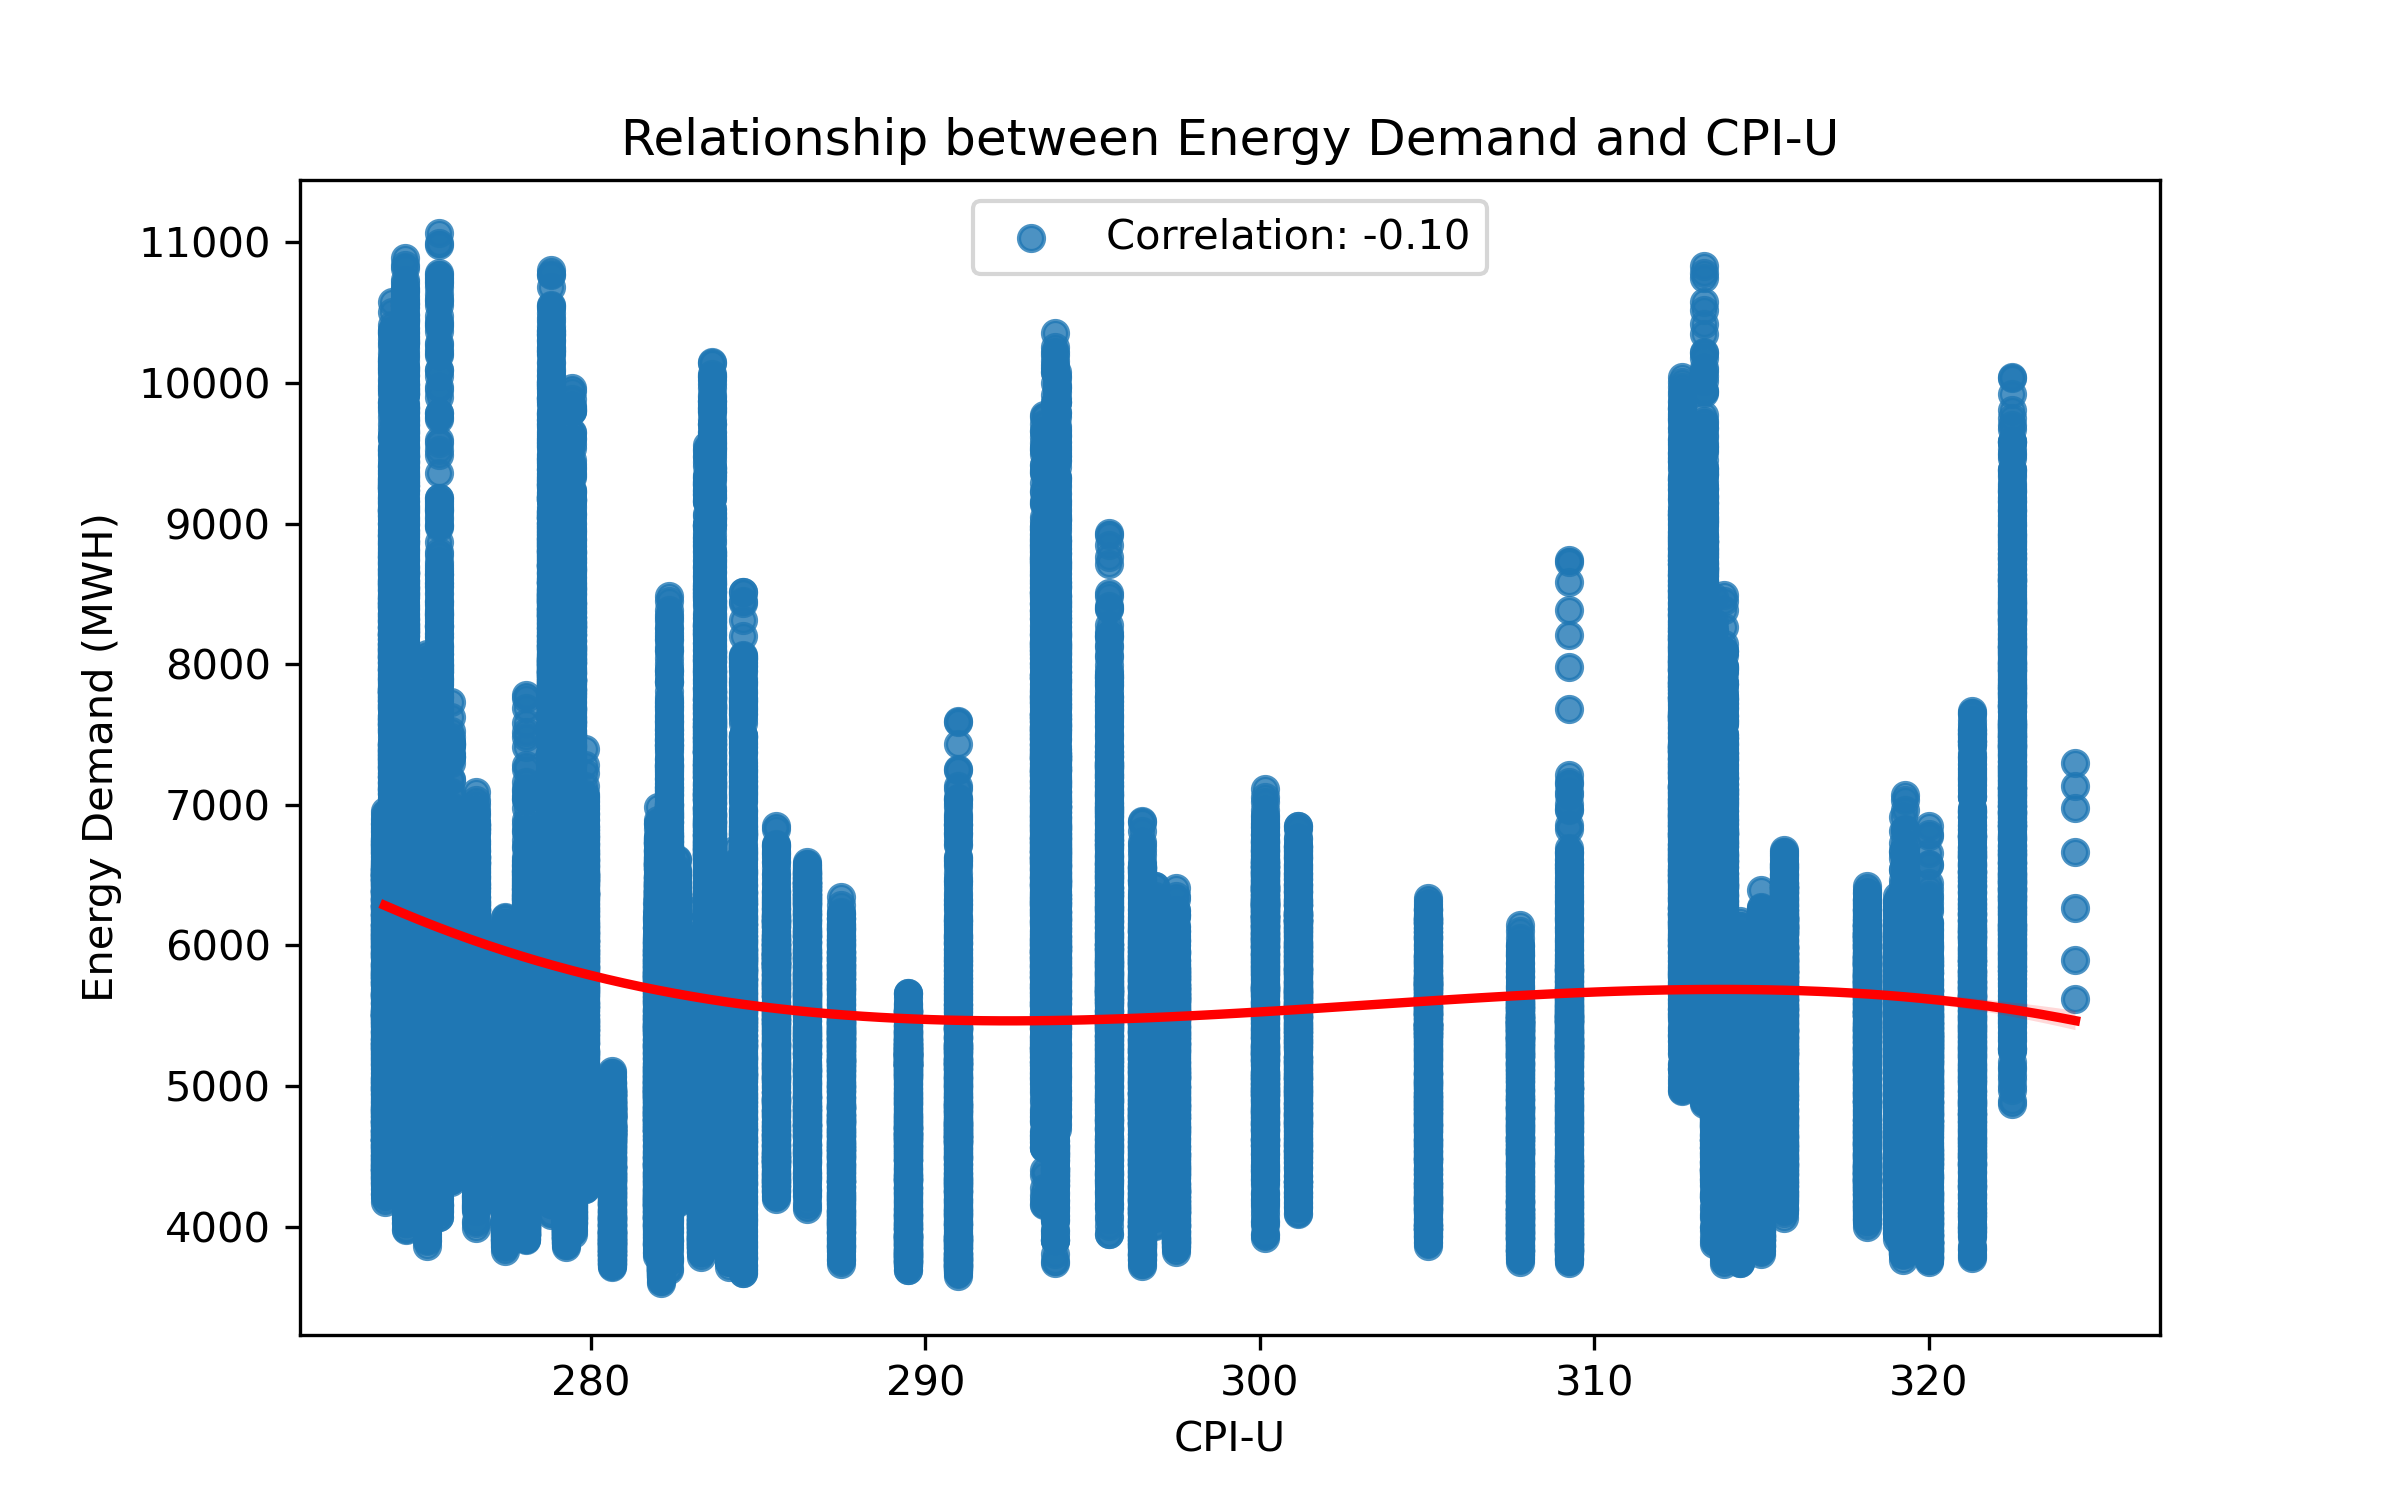 Relationship between Energy Demand and CPI-U
Correlation: -0.10
11000
10000
9000
8000
7000
6000
5000
4000
Energy Demand (MWH)
280 290 300 310 320
CPI-U